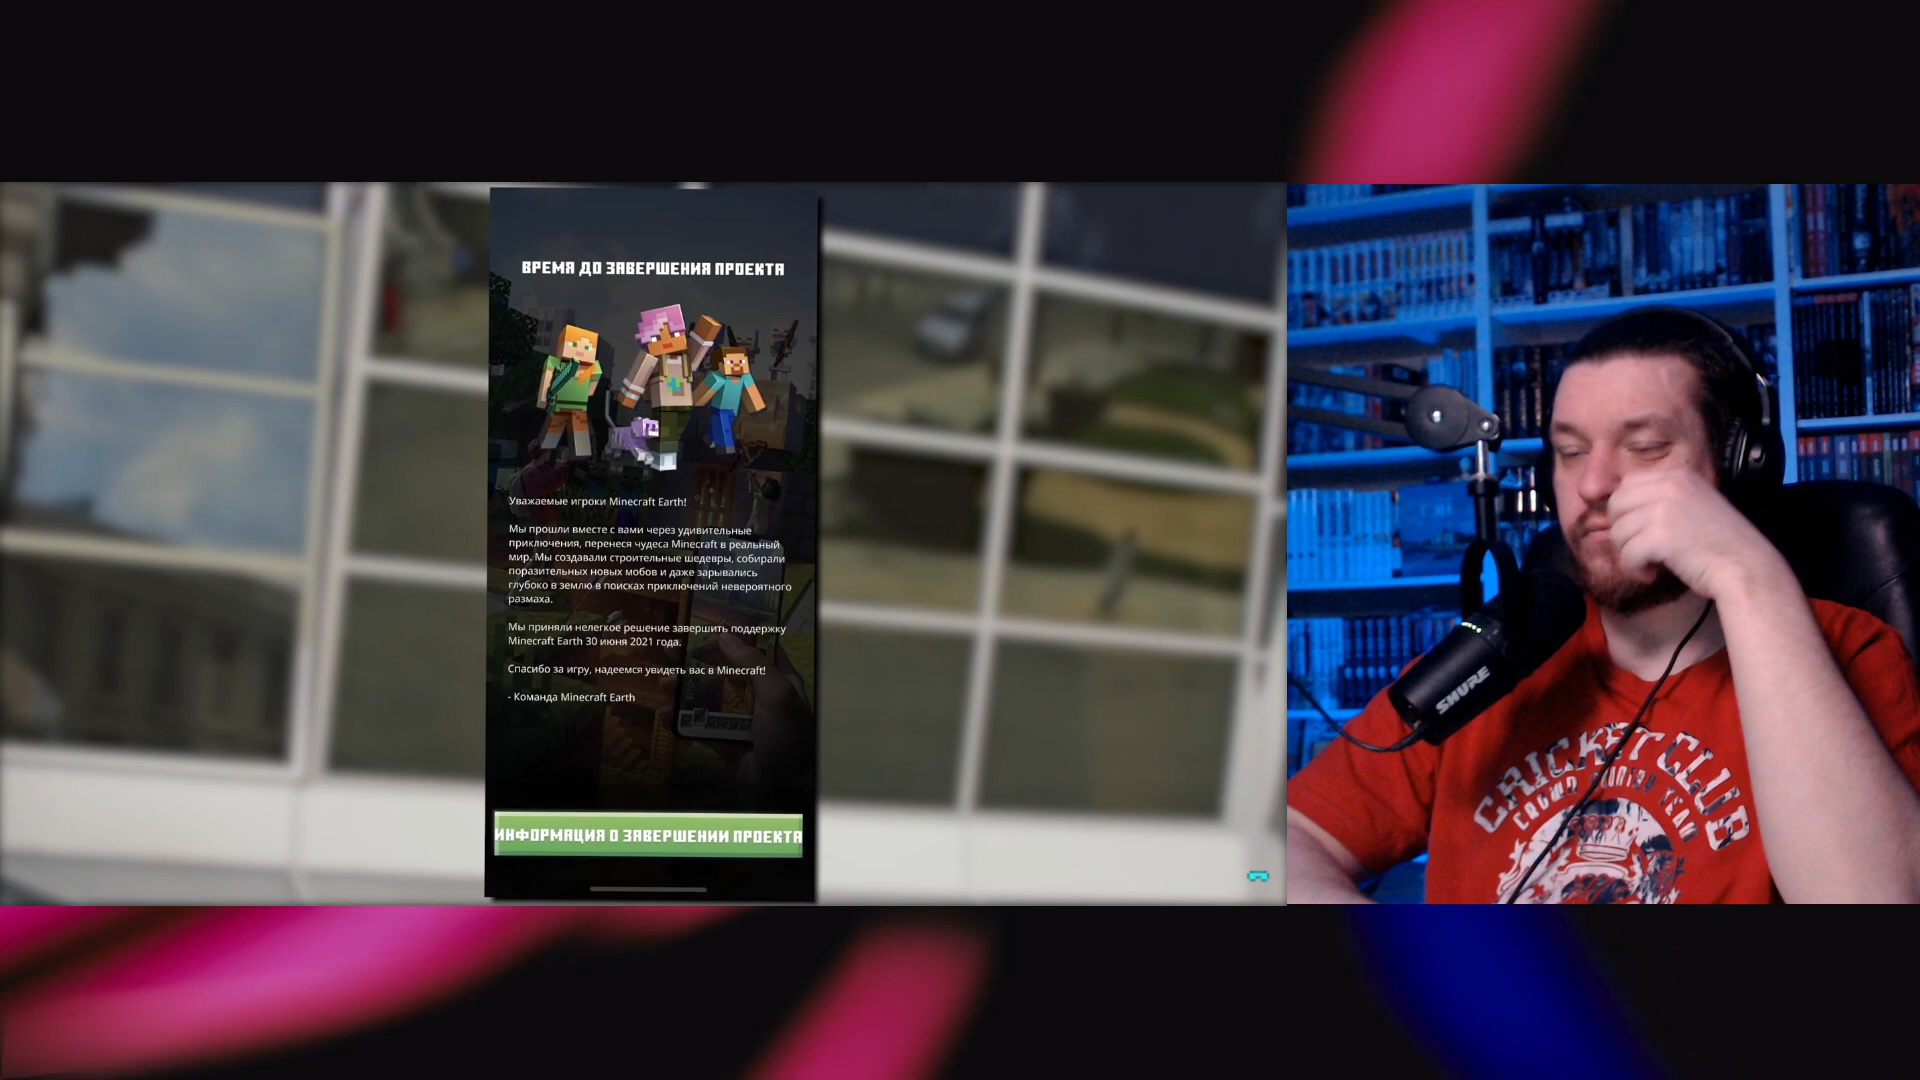 ВРЕМЯ ДО ЗАВЕРШЕНИЯ ПРОЕКТА
Уважаемые игроки Minecraft Earth!
Мы прошли вместе с вами через удивительные
приключения, перенеся чудеса Minecraft в реальный
мир. Мы создавали строительные шедевры, собирали
поразительных новых мобов и даже зарывались
глубоко в землю в поисках приключений невероятного
размаха.
Мы приняли нелегкое решение завершить поддержку
Minecraft Earth 30 июня 2021 года.
Спасибо за игру, надеемся увидеть вас в Minecraft!
- Команда Minecraft Earth
ИНФОРМАЦИЯ О ЗАВЕРШЕНИИ ПРОЕКТА
SHURE
CRICKET CLUB